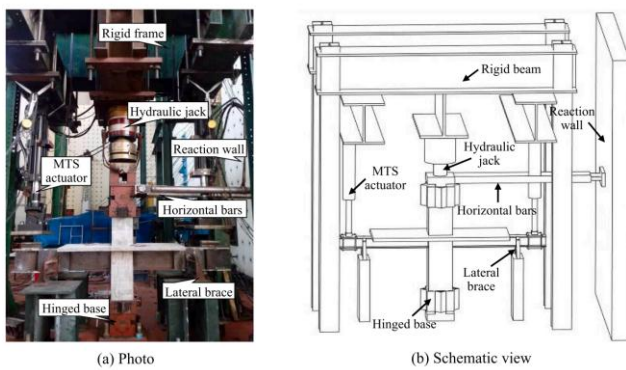 Rigid frame
Hydraulic jack
Reaction wall
MTS
actuator
Horizontal bars
Lateral brace
Hinged base
(a) Photo
Rigid beam
Reaction
wall
Hydraulic
jack
MTS
actuator
Horizontal bars
Lateral
brace
Hinged base
(b) Schematic view